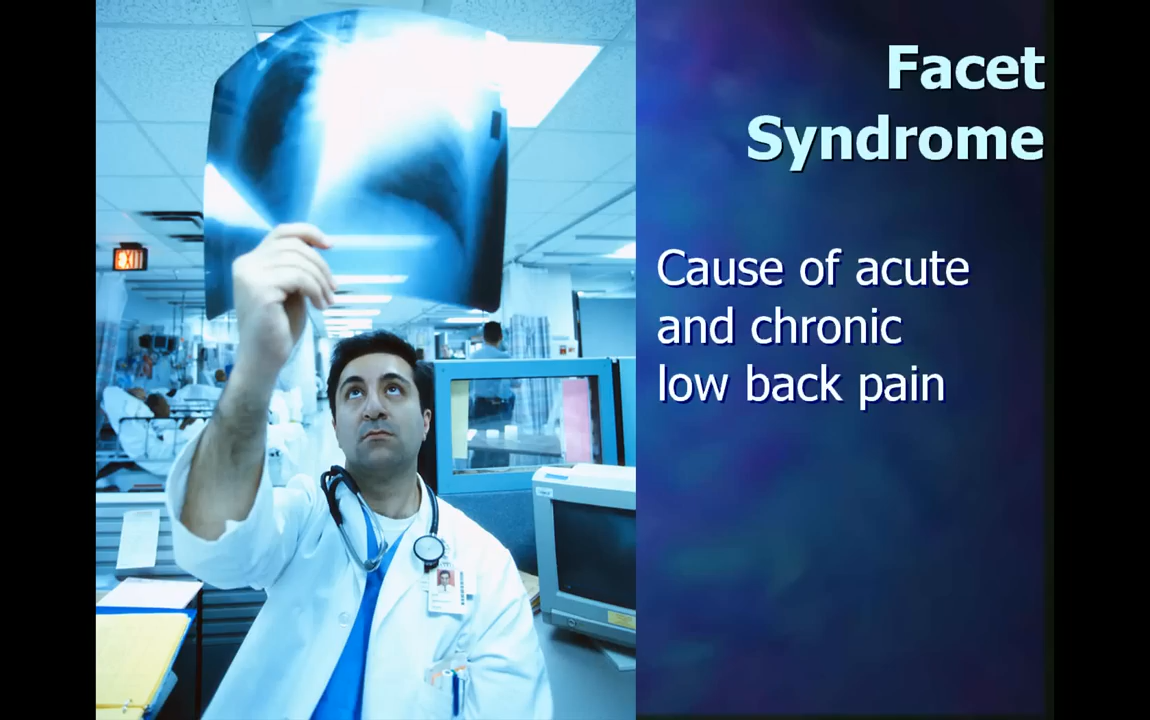 Facet
Syndrome
Cause of acute
and chronic
low back pain
EXIT